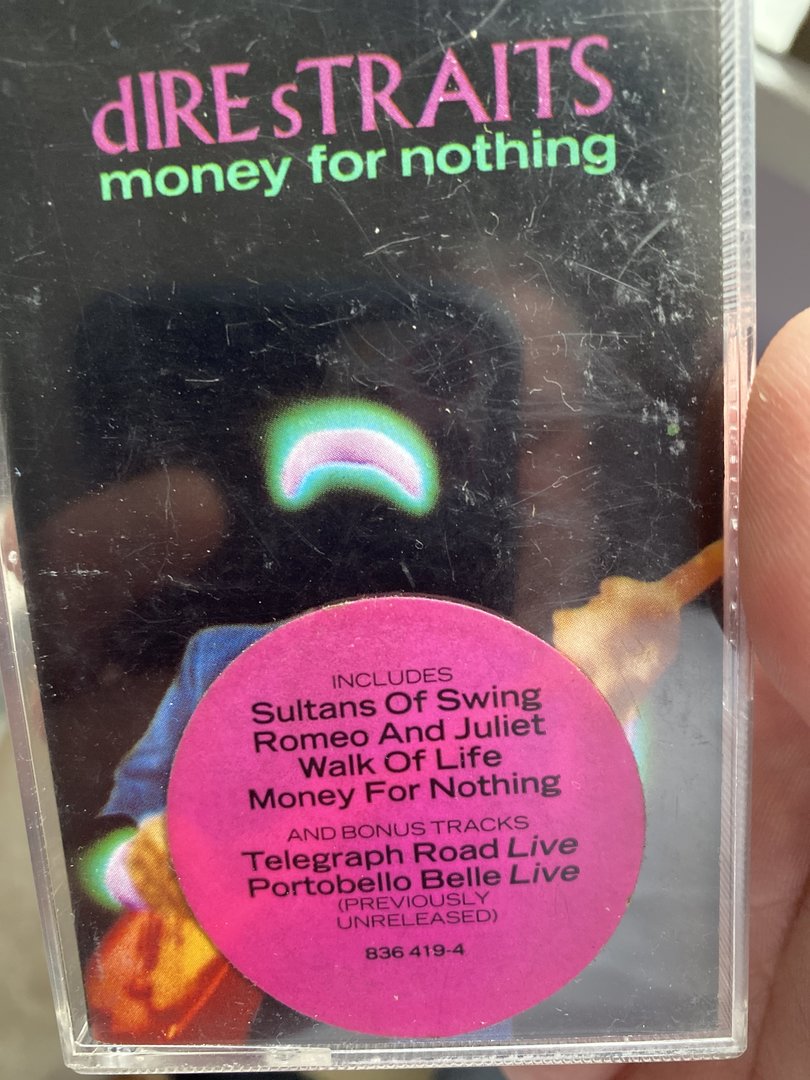 dIRE sTRAITS
money for nothing
INCLUDES
Sultans Of Swing
Romeo And Juliet
Walk Of Life
Money For Nothing
AND BONUS TRACKS
Telegraph Road Live
Portobello Belle Live
(PREVIOUSLY
UNRELEASED)
836 419-4